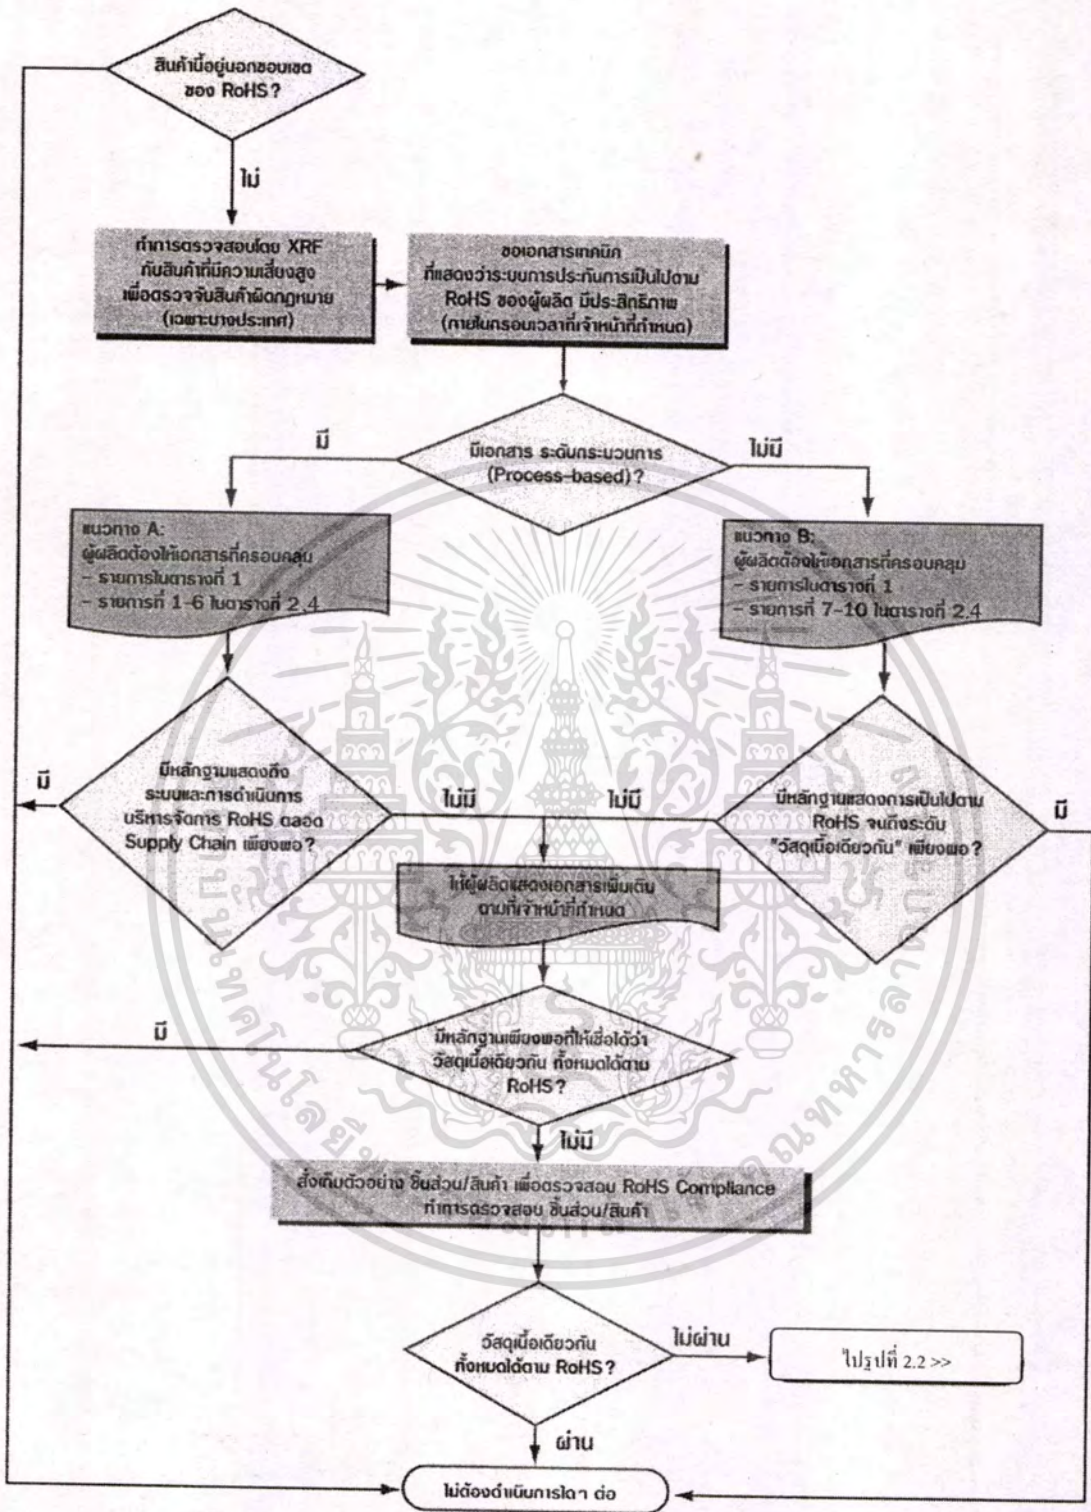 สินค้านี้อยู่นอกขอบเขต
ของ RoHS?
ไม่
ทำการตรวจสอบโดย XRF
กับสินค้าที่มีความเสี่ยงสูง
เพื่อตรวจจับสินค้าผิดกฎหมาย
(เฉพาะบางประเทศ)
ขอเอกสารเทคนิค
ที่แสดงว่าระบบการประกันการเป็นไปตาม
RoHS ของผู้ผลิต มีประสิทธิภาพ
(ภายในกรอบเวลาที่เจ้าหน้าที่กำหนด)
มี
มีเอกสาร ระดับกระบวนการ
(Process-based)?
ไม่มี
แนวทาง A:
ผู้ผลิตต้องให้เอกสารที่ครอบคลุม
- รายการในตารางที่ 1
- รายการที่ 1-6 ในตารางที่ 2.4
แนวทาง B:
ผู้ผลิตต้องให้เอกสารที่ครอบคลุม
- รายการในตารางที่ 1
- รายการที่ 7-10 ในตารางที่ 2.4
มี
มีหลักฐานแสดงถึง
ระบบและการดำเนินการ
บริหารจัดการ RoHS ตลอด
Supply Chain เพียงพอ?
ไม่มี
ไม่มี
มีหลักฐานแสดงการเป็นไปตาม
RoHS จนถึงระดับ
"วัสดุเนื้อเดียวกัน" เพียงพอ?
มี
ให้ผู้ผลิตแสดงเอกสารเพิ่มเติม
ตามที่เจ้าหน้าที่กำหนด
มี
มีหลักฐานเพียงพอที่ให้เชื่อได้ว่า
วัสดุเนื้อเดียวกัน ทั้งหมดได้ตาม
RoHS?
ไม่มี
สั่งเก็บตัวอย่าง ชิ้นส่วน/สินค้า เพื่อตรวจสอบ RoHS Compliance
ทำการตรวจสอบ ชิ้นส่วน/สินค้า
วัสดุเนื้อเดียวกัน
ทั้งหมดได้ตาม RoHS?
ไม่ผ่าน
ไปรูปที่ 2.2 >>
ผ่าน
ไม่ต้องดำเนินการใดๆ ต่อ